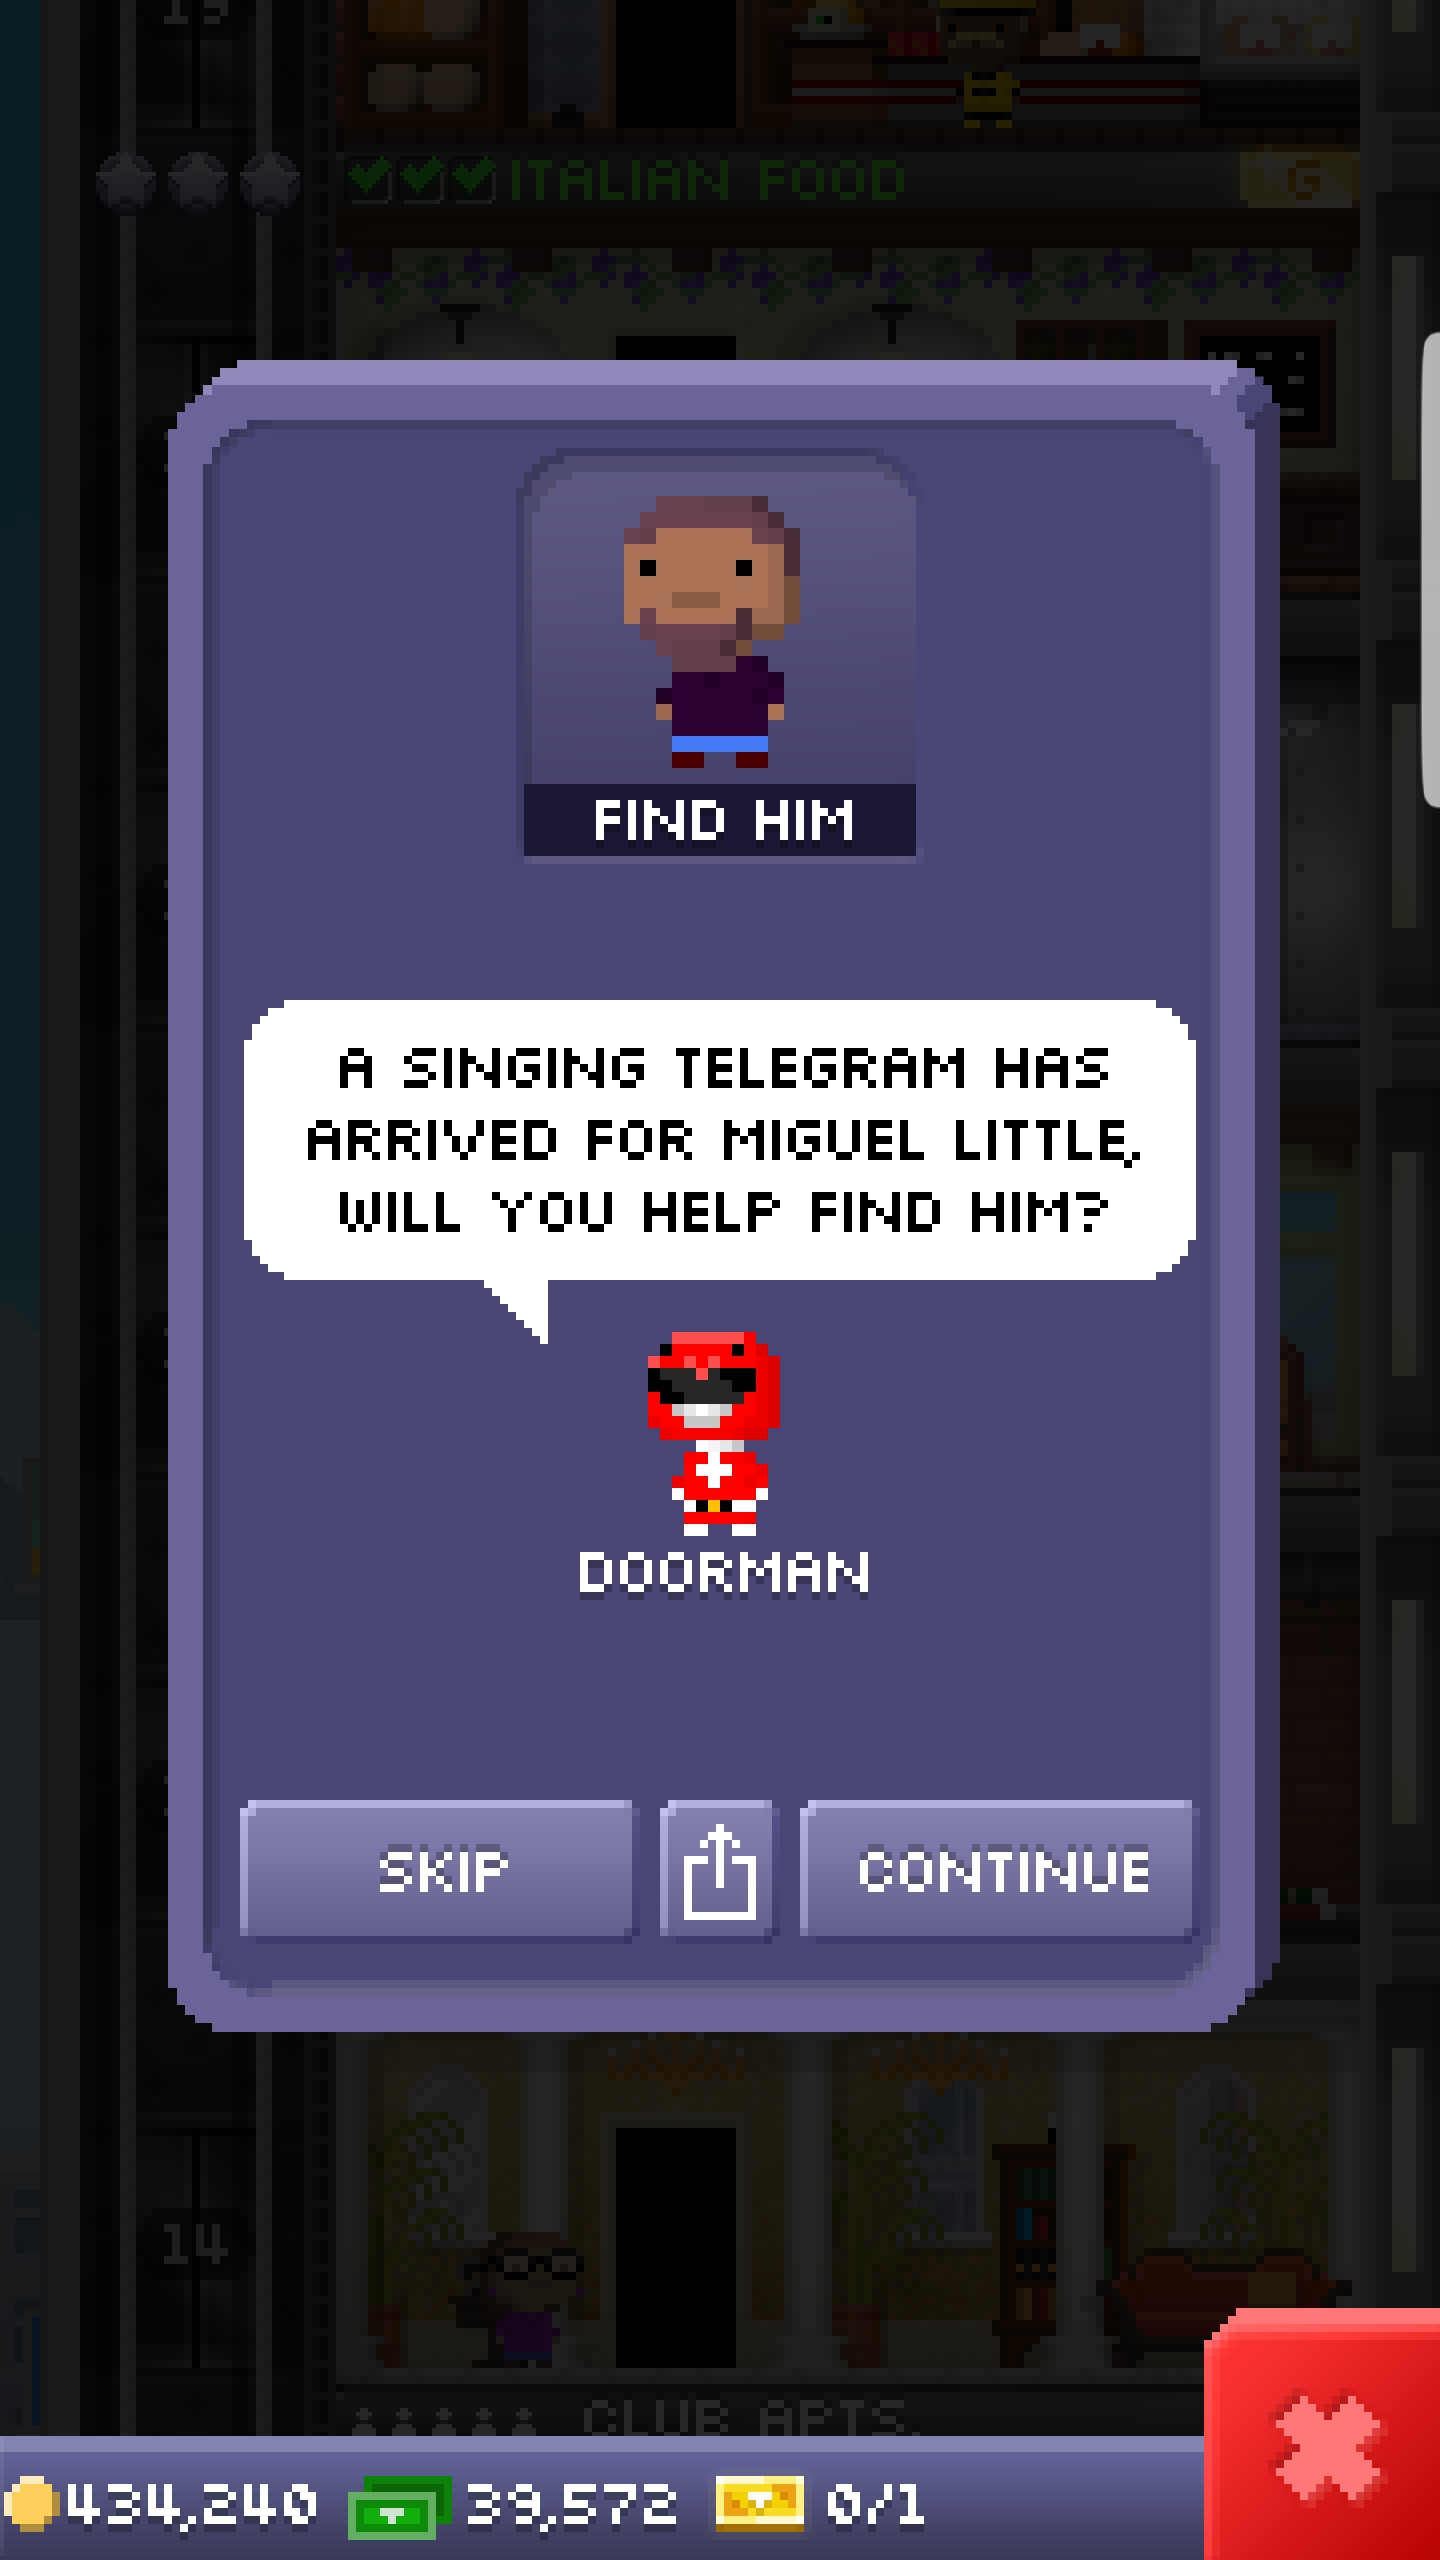 ITALIAN FOOD
G
FIND HIM
A SINGING TELEGRAM HAS
ARRIVED FOR MIGUEL LITTLE,
WILL YOU HELP FIND HIM?
DOORMAN
SKIP
CONTINUE
14
CLUB APTS.
434,240
39,572
0/1